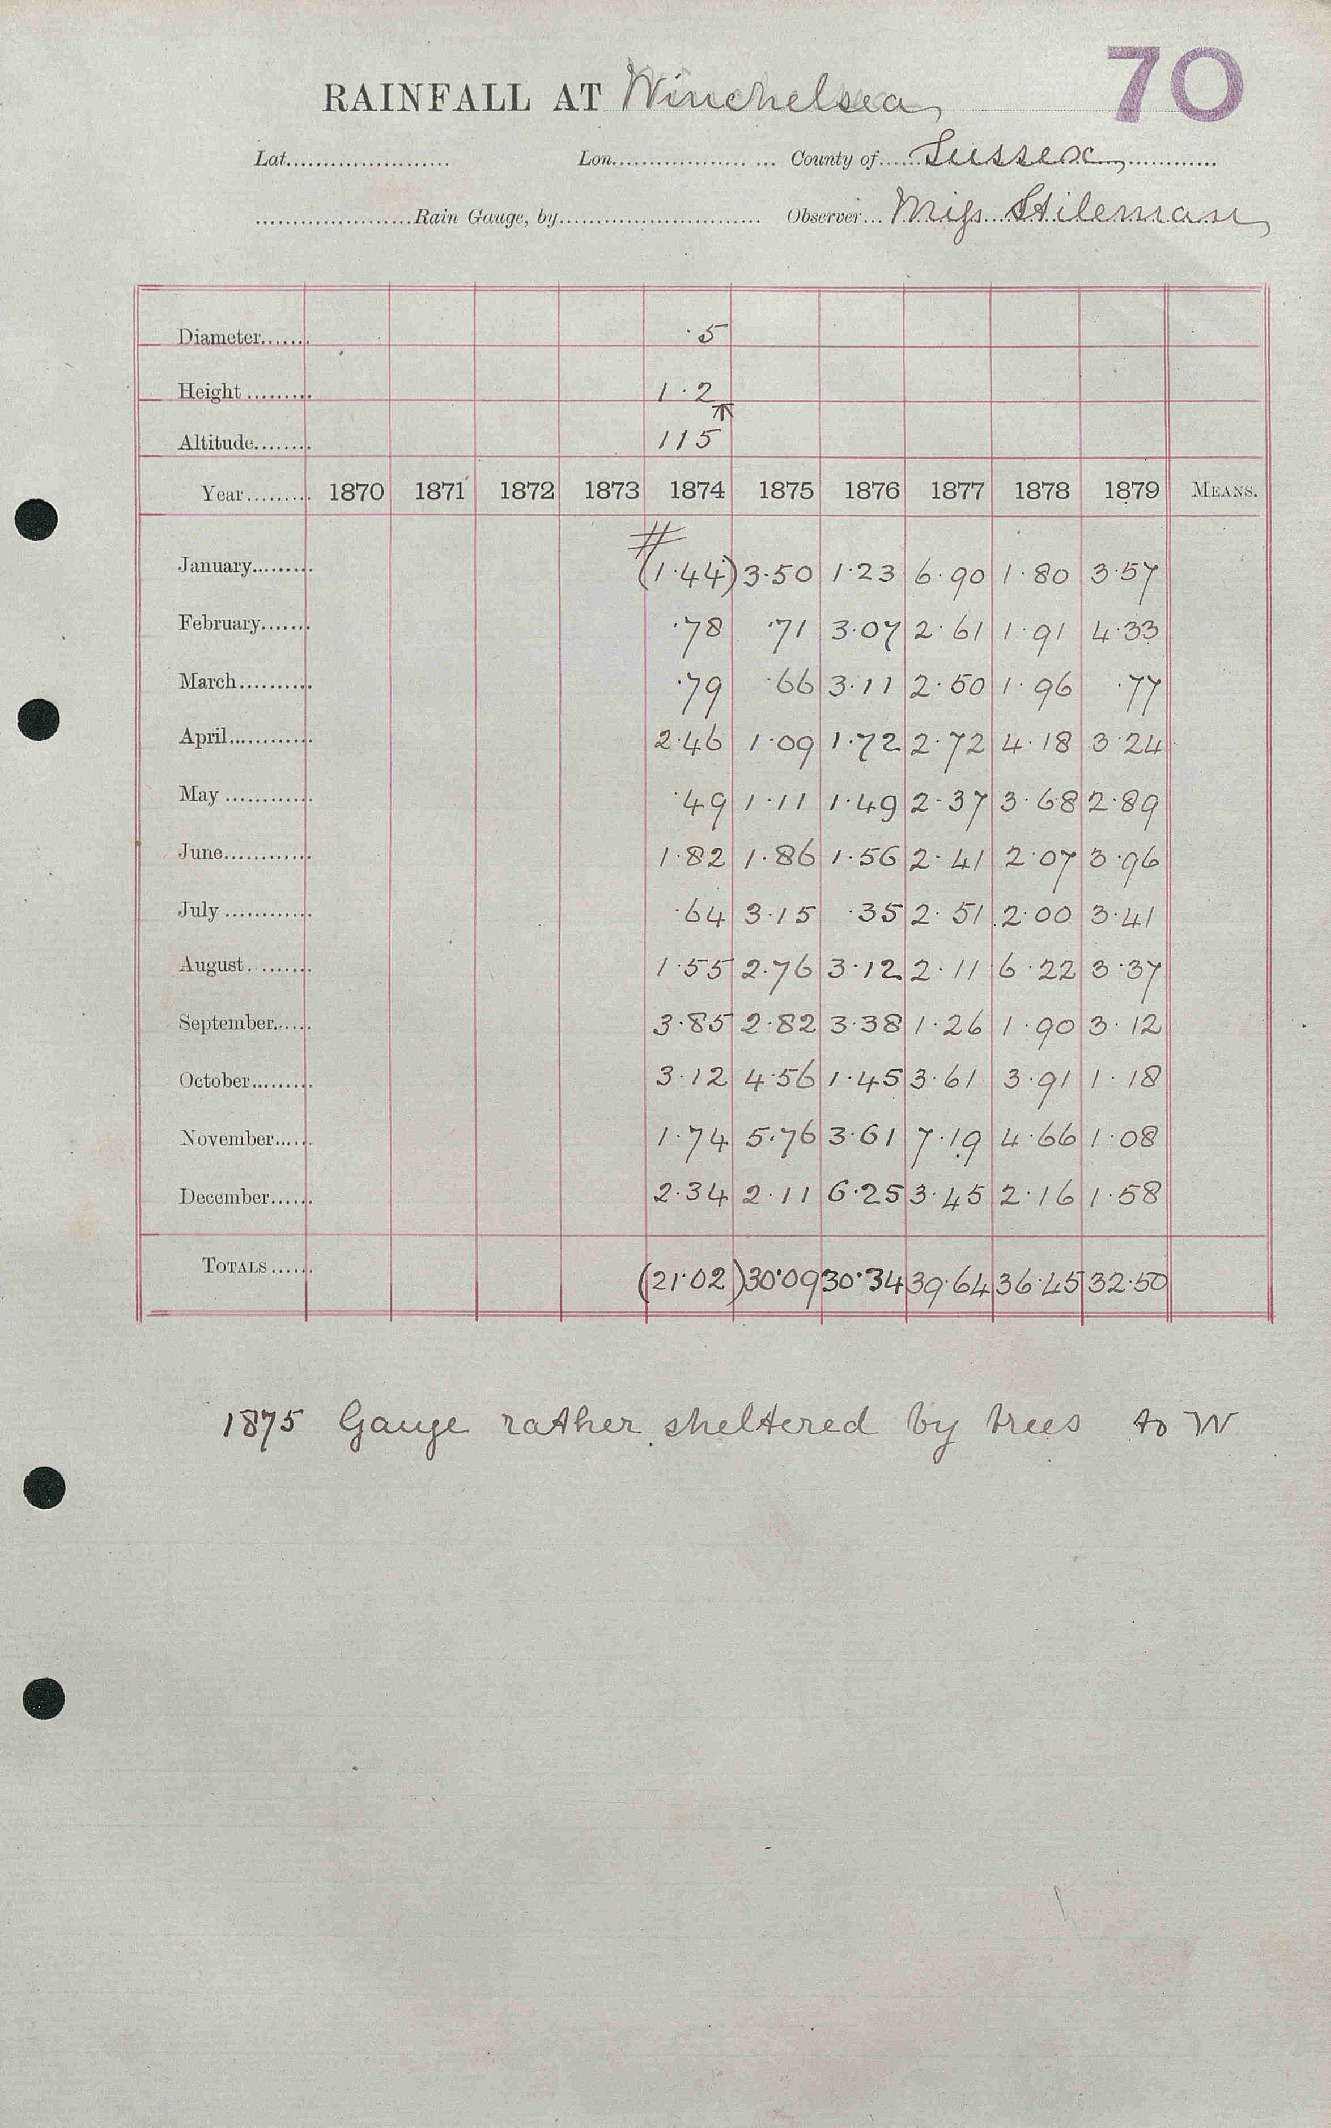 70
RAINFALL AT Winchelsea,
Lat...................... Lon.................. ... County of...... Sussex,.............
.....................Rain Gauge, by........................... Observer... Miss Stileman,
Diameter....... ·5
Height ......... 1·2
Altitude........ 115
Year......... 1870 1871 1872 1873 1874 1875 1876 1877 1878 1879 MEANS.
#
January......... (1·44) 3·50 1·23 6·90 1·80 3·57
February....... ·78 ·71 3·07 2·61 1·91 4·33
March.......... ·79 ·66 3·11 2·50 1·96 ·77
April............ 2·46 1·09 1·72 2·72 4·18 3·24
May ............ ·49 1·11 1·49 2·37 3·68 2·89
June............ 1·82 1·86 1·56 2·41 2·07 3·96
July ............ ·64 3·15 ·35 2·51 2·00 3·41
August.......... 1·55 2·76 3·12 2·11 6·22 3·37
September...... 3·85 2·82 3·38 1·26 1·90 3·12
October......... 3·12 4·56 1·45 3·61 3·91 1·18
November...... 1·74 5·76 3·61 7·19 4·66 1·08
December...... 2·34 2·11 6·25 3·45 2·16 1·58
TOTALS...... (21·02) 30·09 30·34 39·64 36·45 32·50
1875 Gauge rather sheltered by trees to W